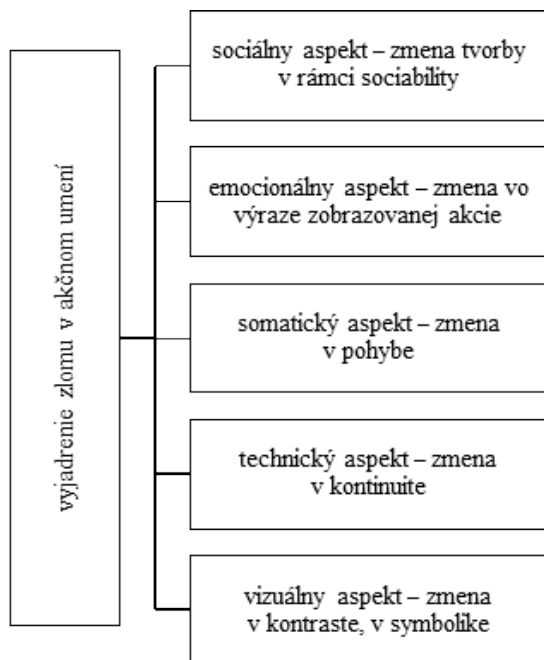 vyjadrenie zlomu v akčnom umení
sociálny aspekt – zmena tvorby
v rámci sociability
emocionálny aspekt – zmena vo
výraze zobrazovanej akcie
somatický aspekt – zmena
v pohybe
technický aspekt – zmena
v kontinuite
vizuálny aspekt – zmena
v kontraste, v symbolike